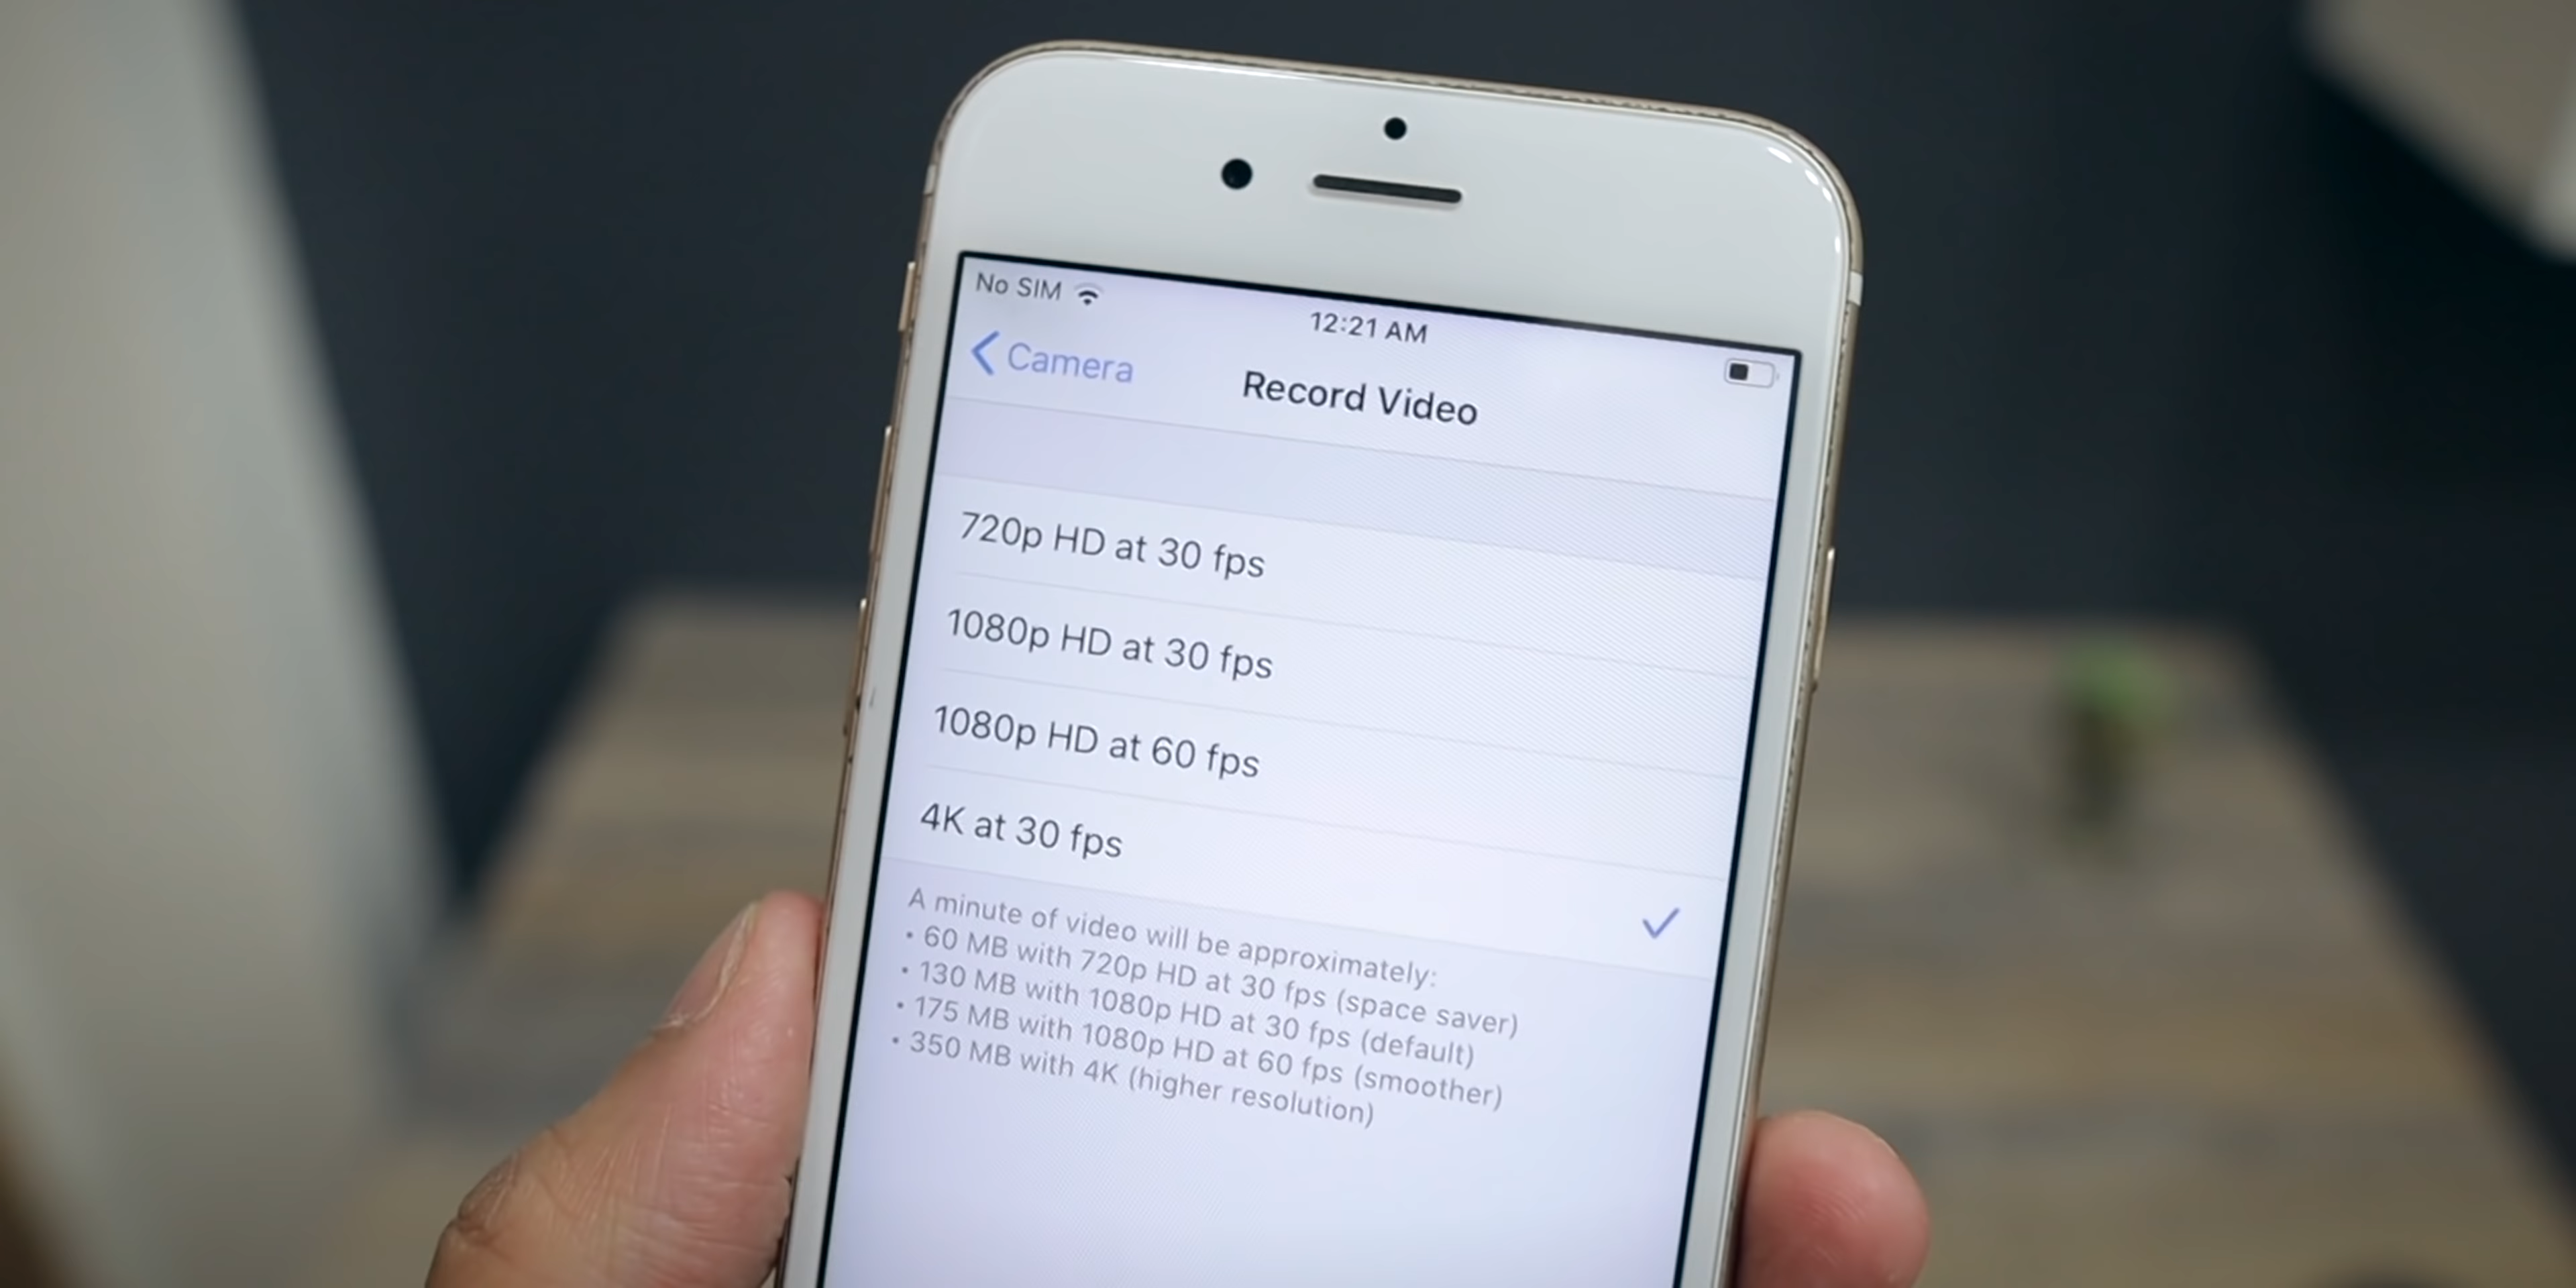 No SIM
12:21 AM
Camera
Record Video
720p HD at 30 fps
1080p HD at 30 fps
1080p HD at 60 fps
4K at 30 fps
A minute of video will be approximately:
• 60 MB with 720p HD at 30 fps (space saver)
• 130 MB with 1080p HD at 30 fps (default)
• 175 MB with 1080p HD at 60 fps (smoother)
• 350 MB with 4K (higher resolution)